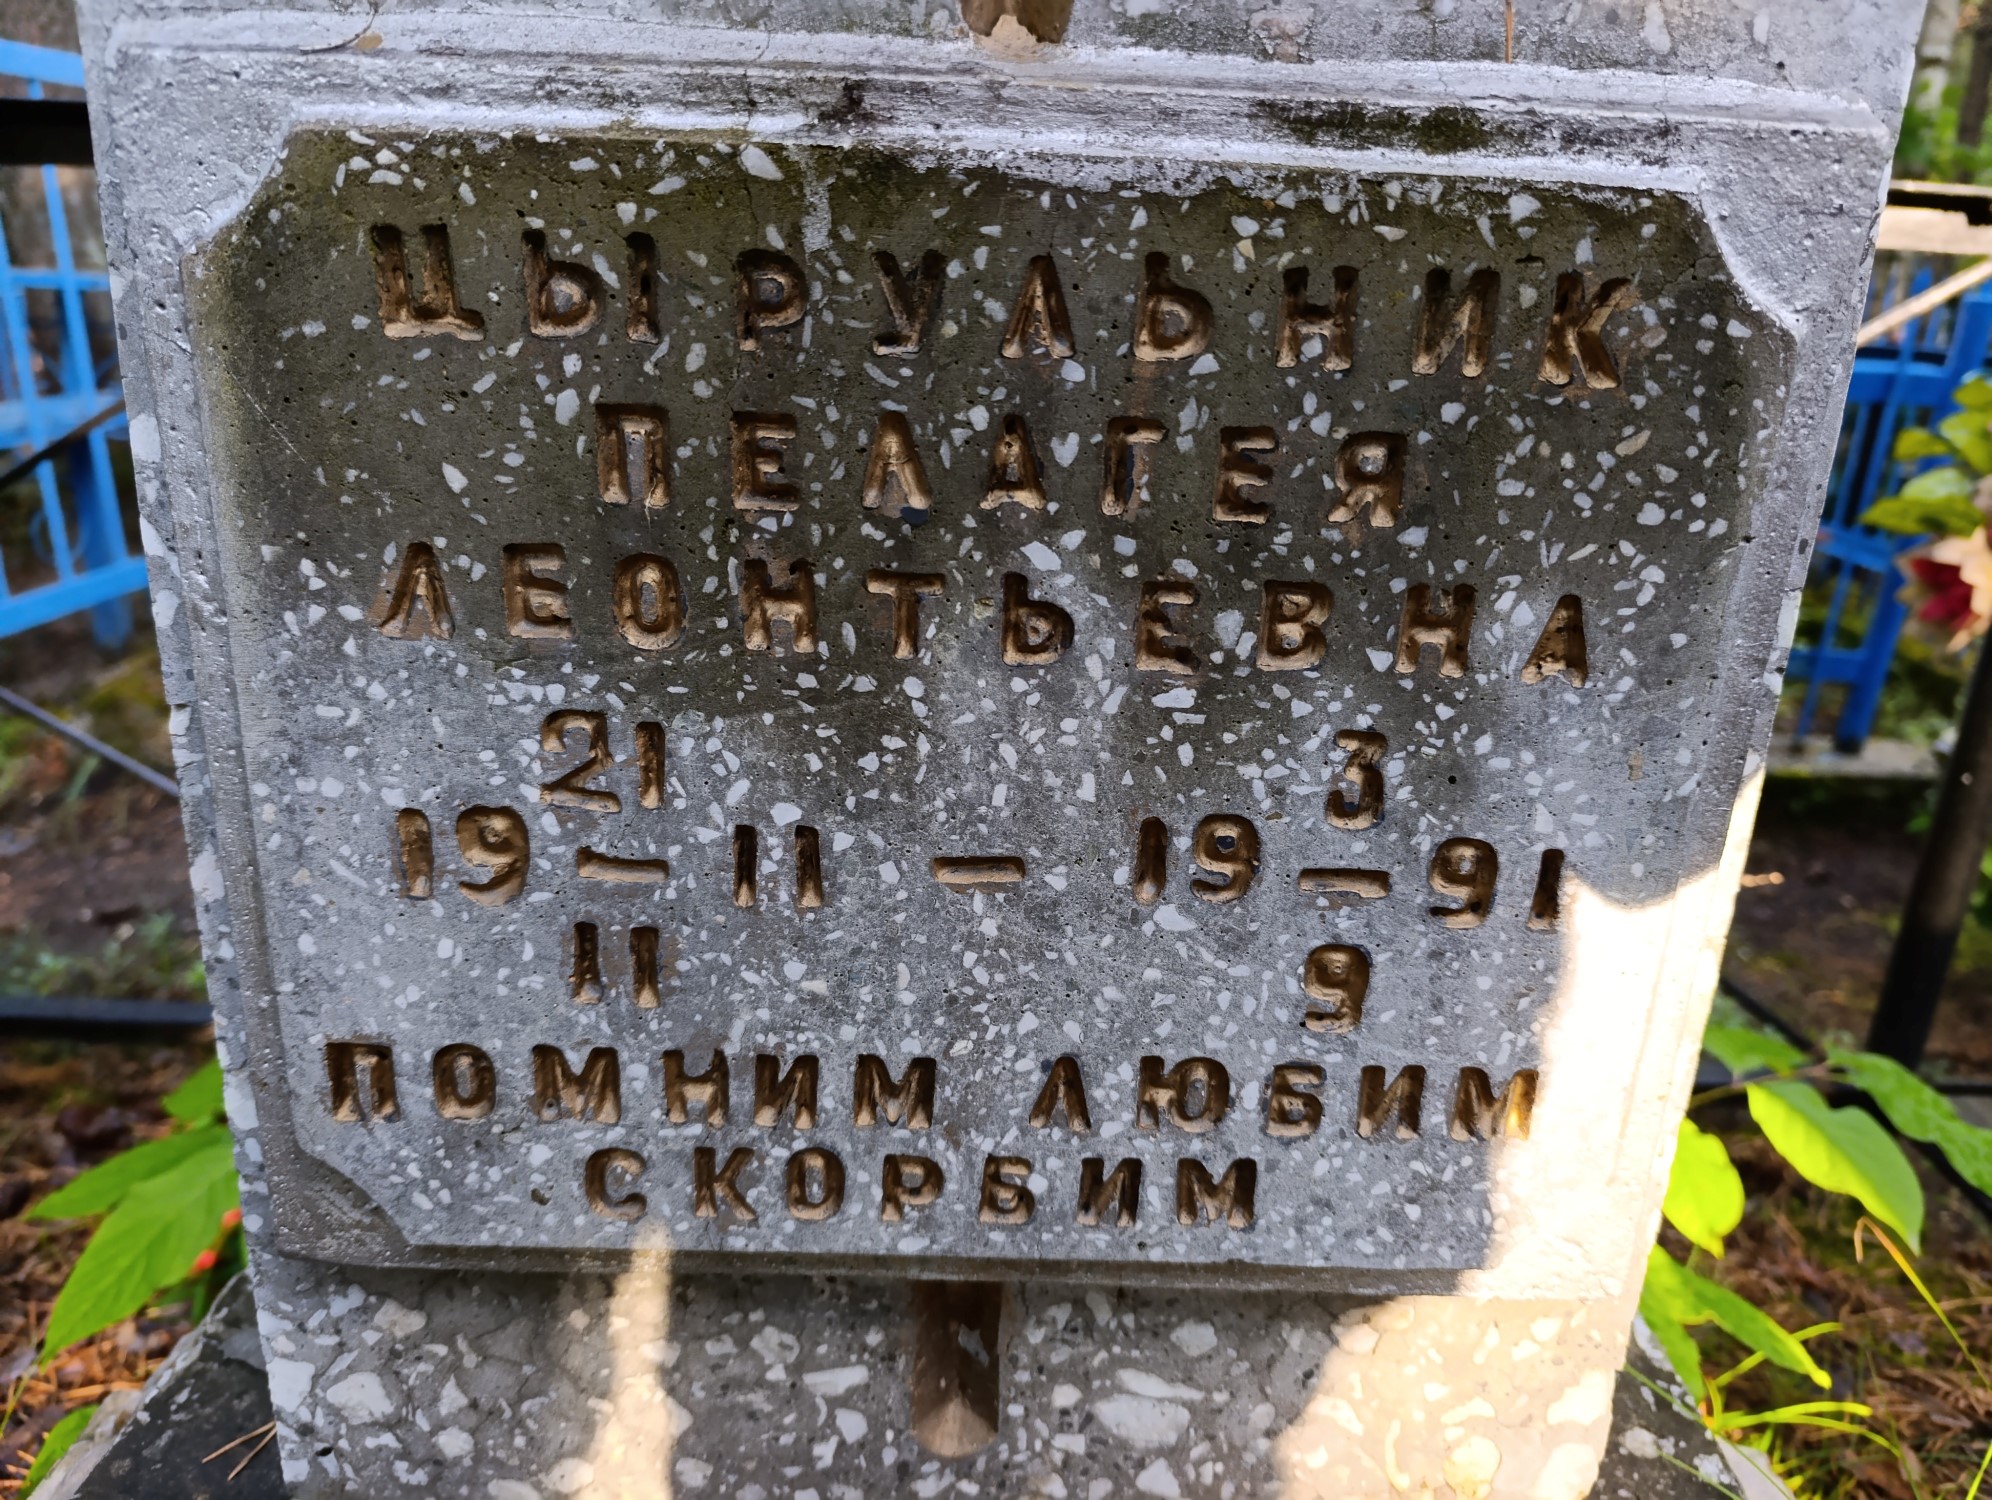 ЦЫРУЛЬНИК
ПЕЛАГЕЯ
ЛЕОНТЬЕВНА
21 3
19 — 11 — 19 — 91
11 9
ПОМНИМ ЛЮБИМ
СКОРБИМ